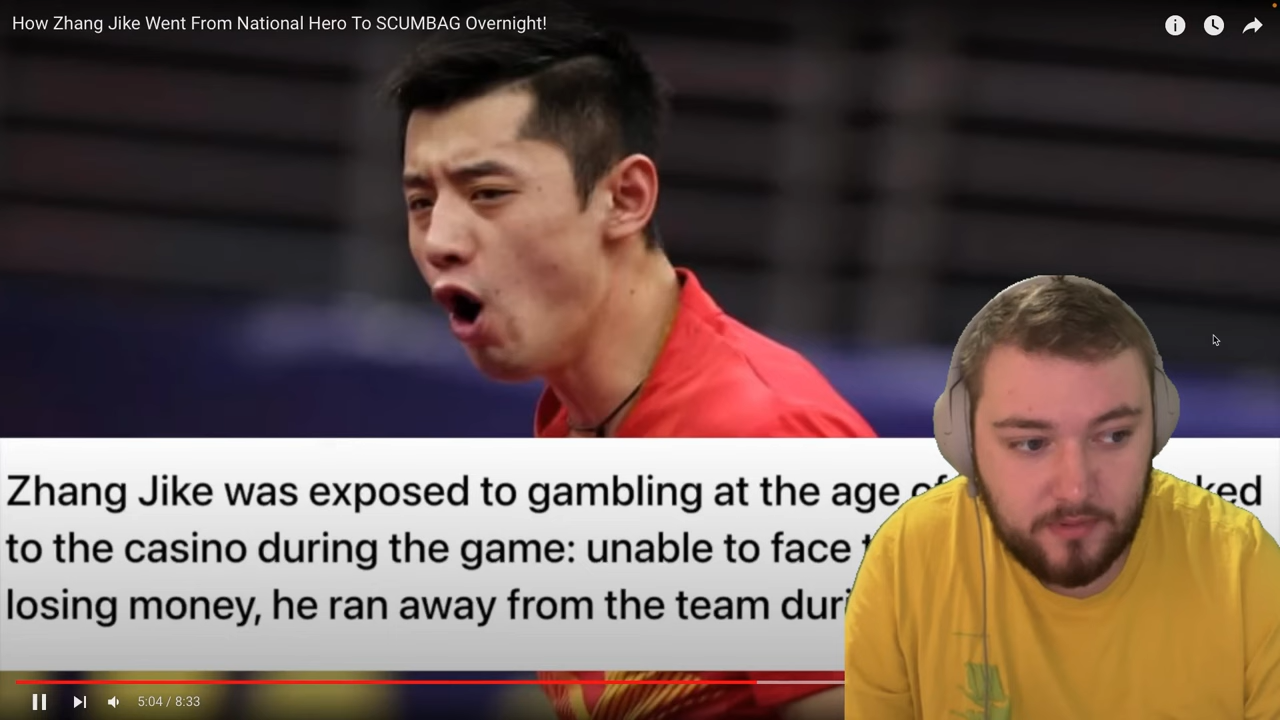 How Zhang Jike Went From National Hero To SCUMBAG Overnight!
Zhang Jike was exposed to gambling at the age
to the casino during the game: unable to face
losing money, he ran away from the team
5:04 / 8:33